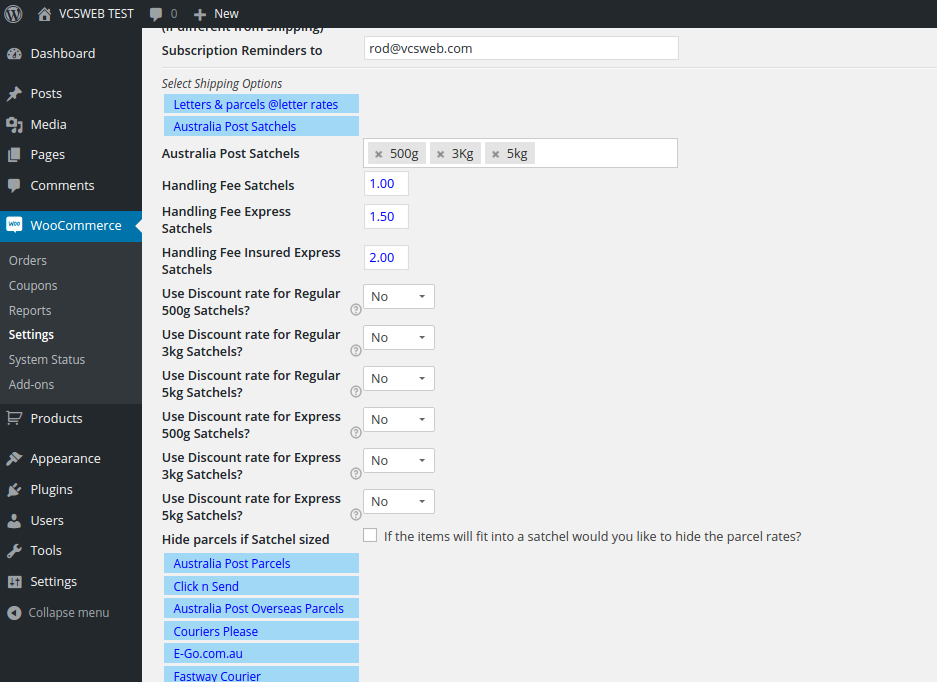 VCSWEB TEST 0 New
Dashboard
Posts
Media
Pages
Comments
WooCommerce
Orders
Coupons
Reports
Settings
System Status
Add-ons
Products
Appearance
Plugins
Users
Tools
Settings
Collapse menu
(if different from Shipping)
Subscription Reminders to rod@vcsweb.com
Select Shipping Options
Letters & parcels @letter rates
Australia Post Satchels
Australia Post Satchels × 500g × 3Kg × 5kg
Handling Fee Satchels 1.00
Handling Fee Express
Satchels 1.50
Handling Fee Insured Express
Satchels 2.00
Use Discount rate for Regular
500g Satchels? ? No
Use Discount rate for Regular
3kg Satchels? ? No
Use Discount rate for Regular
5kg Satchels? ? No
Use Discount rate for Express
500g Satchels? ? No
Use Discount rate for Express
3kg Satchels? ? No
Use Discount rate for Express
5kg Satchels? ? No
Hide parcels if Satchel sized If the items will fit into a satchel would you like to hide the parcel rates?
Australia Post Parcels
Click n Send
Australia Post Overseas Parcels
Couriers Please
E-Go.com.au
Fastway Courier